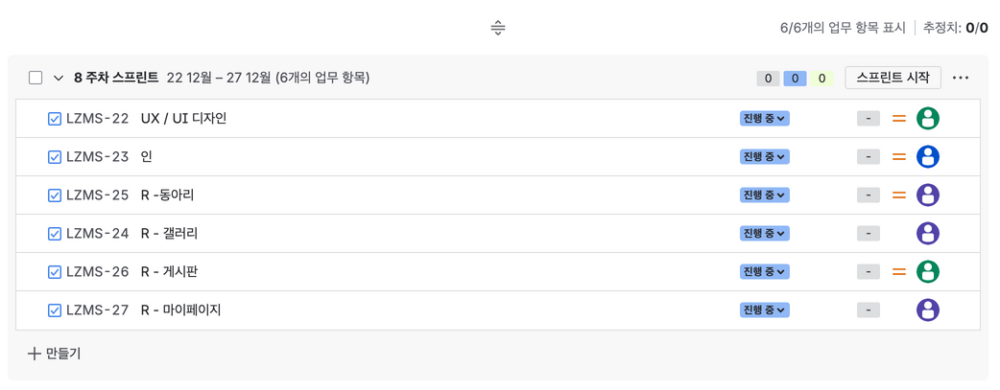 6/6개의 업무 항목 표시 추정치: 0/0
8 주차 스프린트 22 12월 – 27 12월 (6개의 업무 항목) 0 0 0 스프린트 시작
LZMS-22 UX / UI 디자인 진행 중 -
LZMS-23 인 진행 중 -
LZMS-25 R -동아리 진행 중 -
LZMS-24 R - 갤러리 진행 중 -
LZMS-26 R - 게시판 진행 중 -
LZMS-27 R - 마이페이지 진행 중 -
만들기